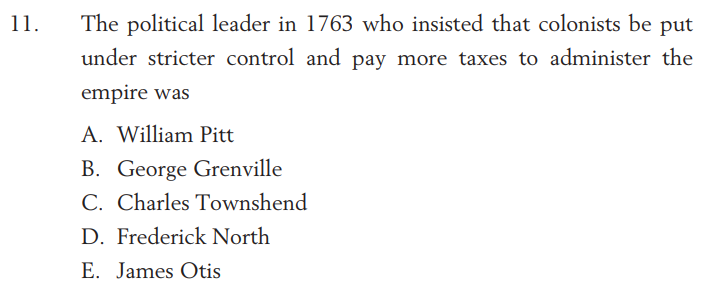 11. The political leader in 1763 who insisted that colonists be put
under stricter control and pay more taxes to administer the
empire was
A. William Pitt
B. George Grenville
C. Charles Townshend
D. Frederick North
E. James Otis